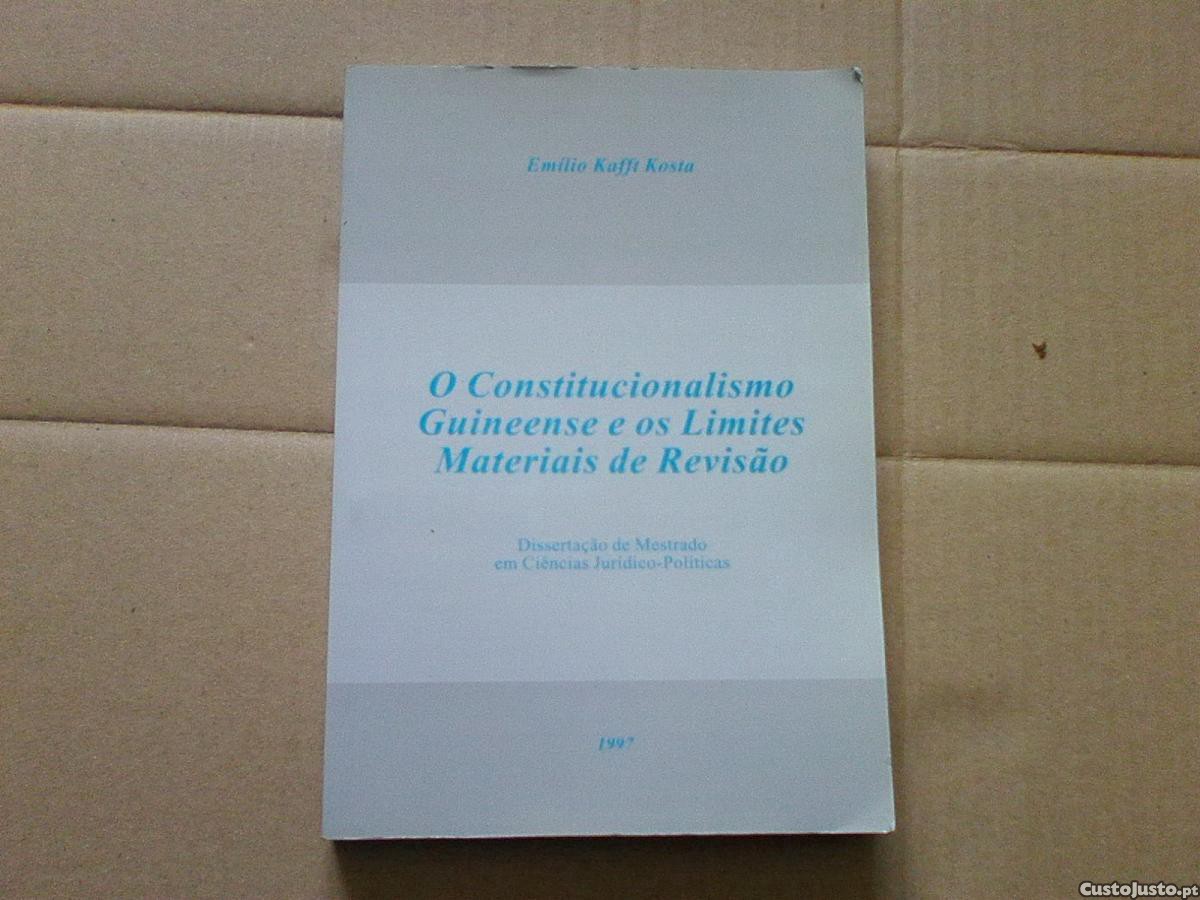 Emílio Kafft Kosta
O Constitucionalismo
Guineense e os Limites
Materiais de Revisão
Dissertação de Mestrado
em Ciências Jurídico-Políticas
1997
CustoJusto.pt